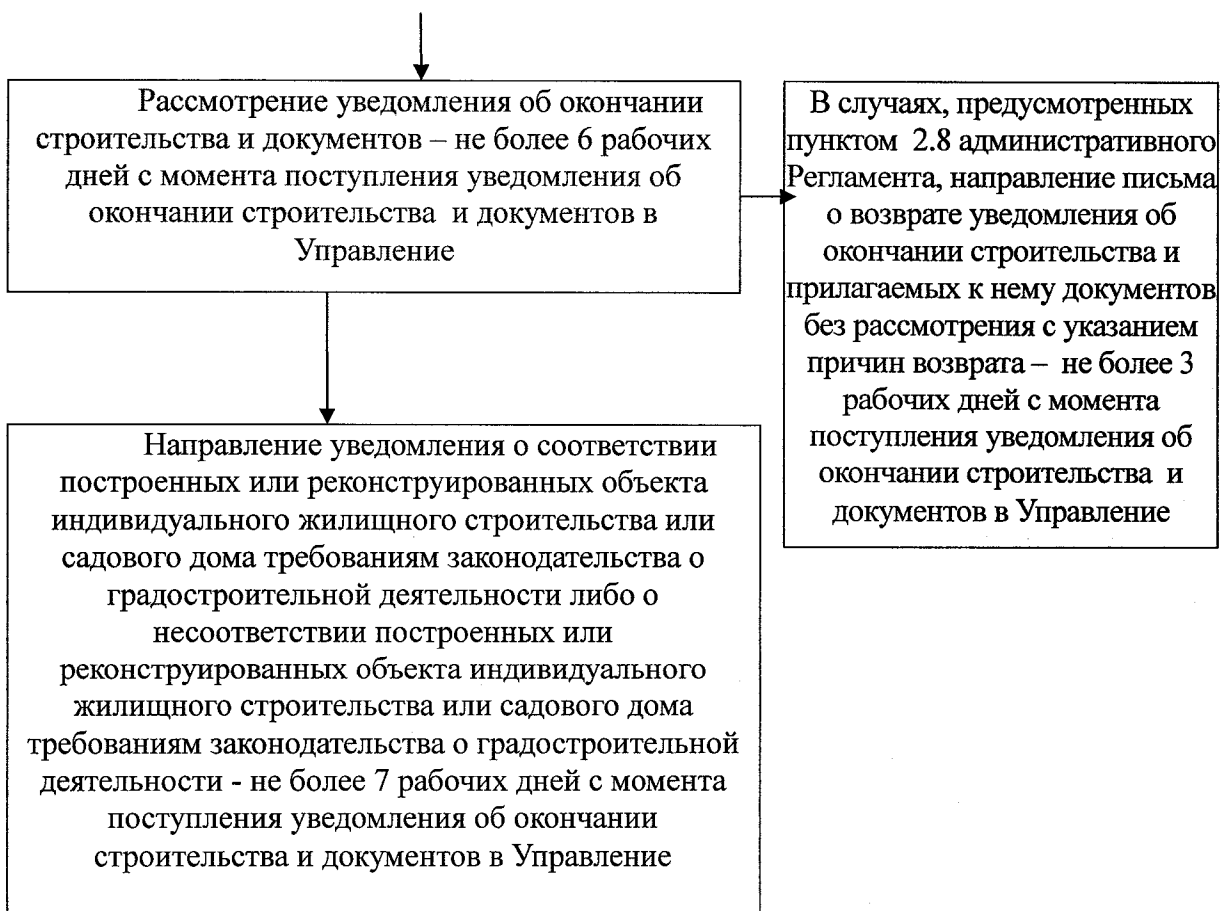 Рассмотрение уведомления об окончании
строительства и документов – не более 6 рабочих
дней с момента поступления уведомления об
окончании строительства и документов в
Управление
В случаях, предусмотренных
пунктом 2.8 административного
Регламента, направление письма
о возврате уведомления об
окончании строительства и
прилагаемых к нему документов
без рассмотрения с указанием
причин возврата – не более 3
рабочих дней с момента
поступления уведомления об
окончании строительства и
документов в Управление
Направление уведомления о соответствии
построенных или реконструированных объекта
индивидуального жилищного строительства или
садового дома требованиям законодательства о
градостроительной деятельности либо о
несоответствии построенных или
реконструированных объекта индивидуального
жилищного строительства или садового дома
требованиям законодательства о градостроительной
деятельности - не более 7 рабочих дней с момента
поступления уведомления об окончании
строительства и документов в Управление